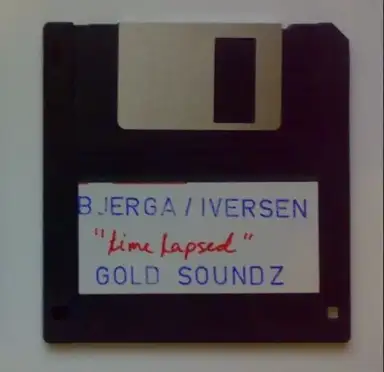 BJERGA/IVERSEN
"time lapsed"
GOLD SOUNDZ